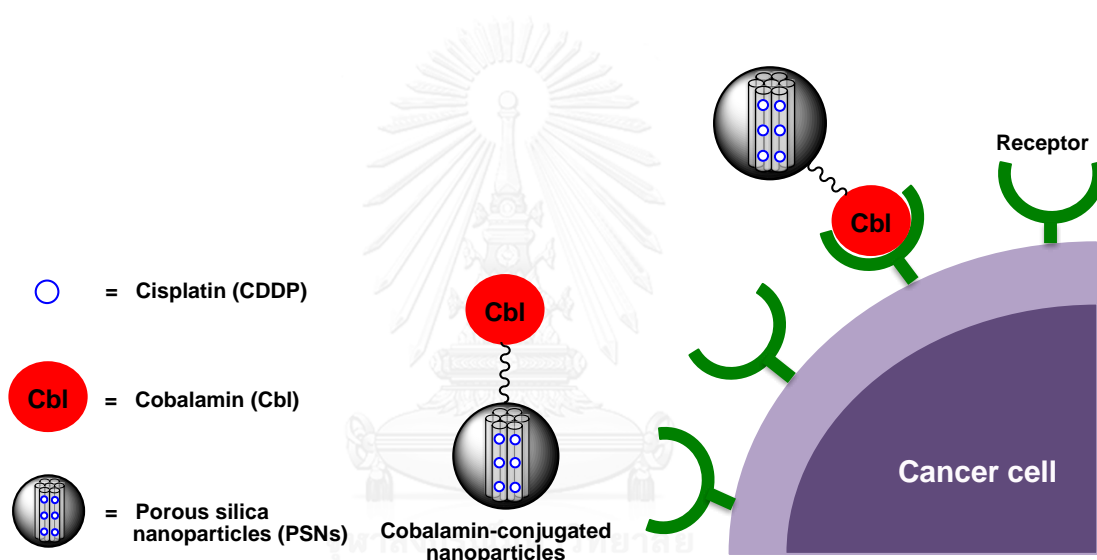 Receptor
Cbl
= Cisplatin (CDDP)
Cbl
Cbl
= Cobalamin (Cbl)
Cancer cell
= Porous silica
nanoparticles (PSNs)
Cobalamin-conjugated
nanoparticles